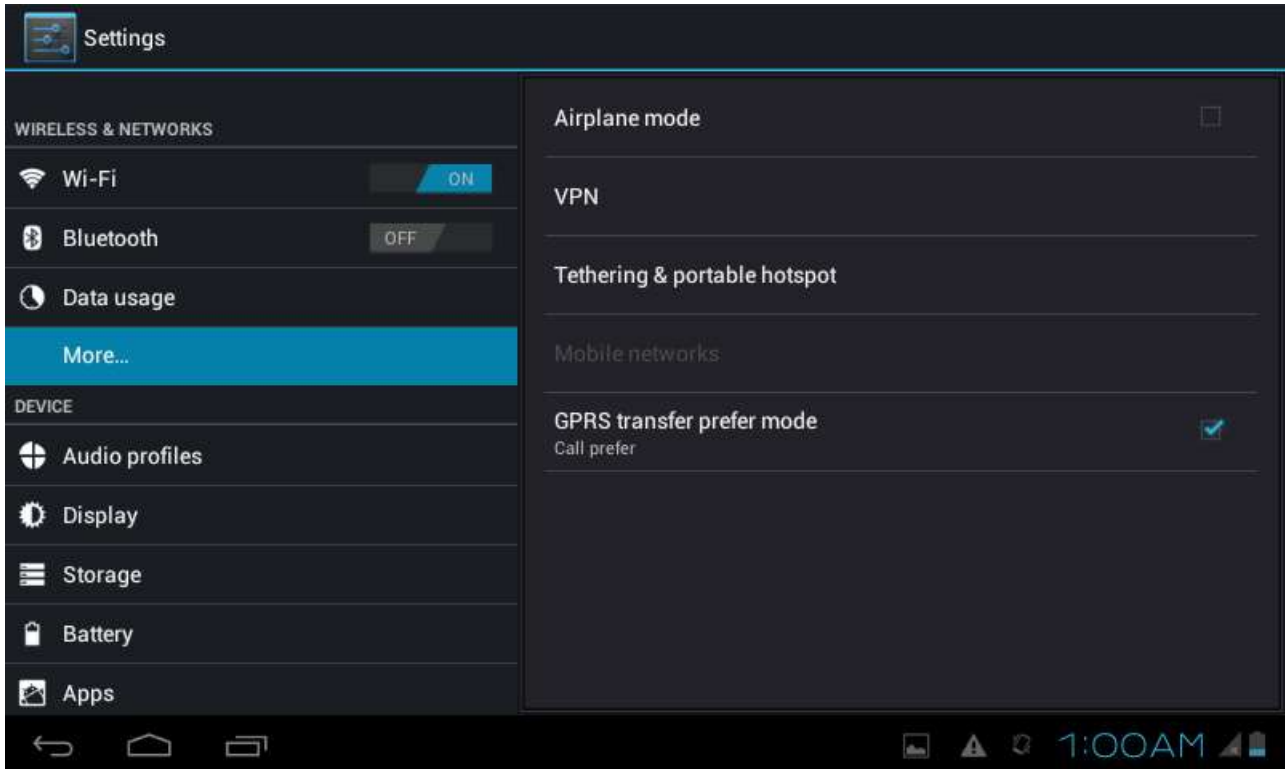 Settings
WIRELESS & NETWORKS
Wi-Fi ON
Bluetooth OFF
Data usage
More...
DEVICE
Audio profiles
Display
Storage
Battery
Apps
Airplane mode
VPN
Tethering & portable hotspot
Mobile networks
GPRS transfer prefer mode
Call prefer
1:00AM